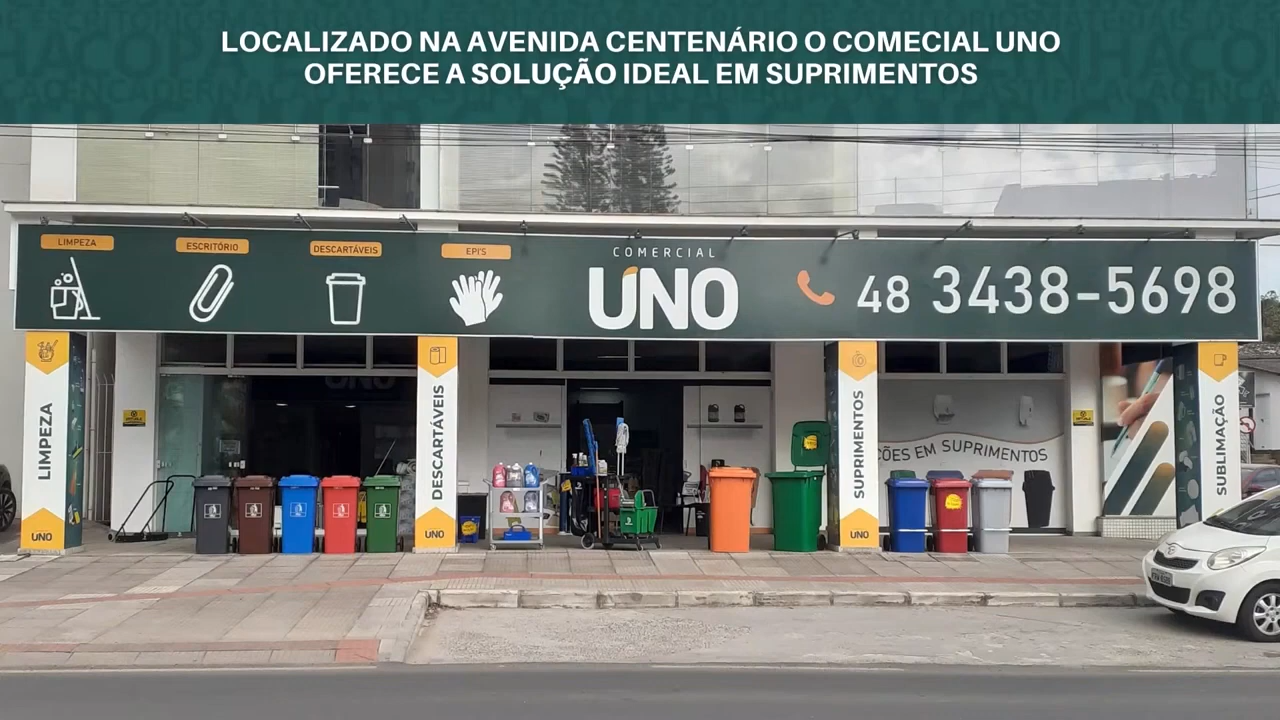 LOCALIZADO NA AVENIDA CENTENÁRIO O COMECIAL UNO
OFERECE A SOLUÇÃO IDEAL EM SUPRIMENTOS
LIMPEZA
ESCRITÓRIO
DESCARTÁVEIS
EPI'S
COMERCIAL
UNO
48 3438-5698
LIMPEZA
UNO
UNO
DESCARTÁVEIS
UNO
SUPRIMENTOS
UNO
ÇÕES EM SUPRIMENTOS
SUBLIMAÇÃO